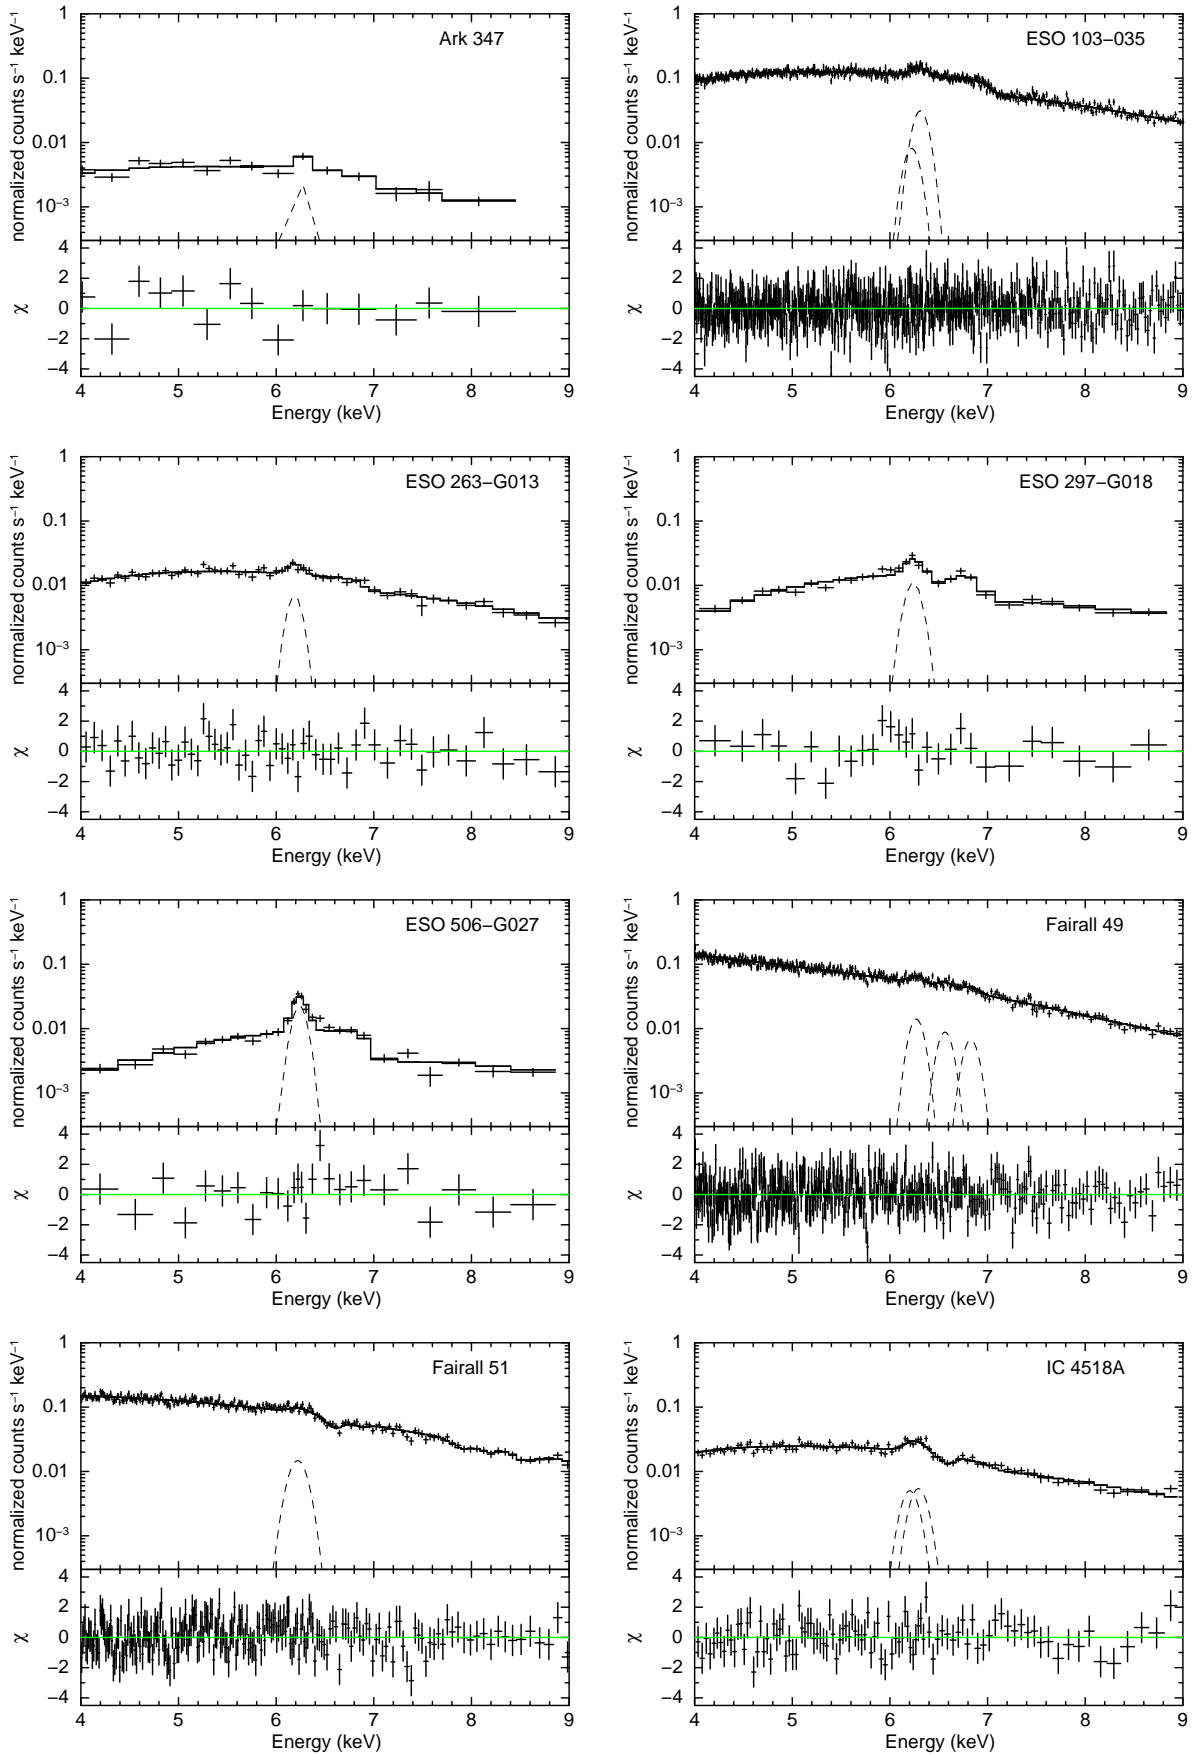 Ark 347
normalized counts s⁻¹ keV⁻¹
1
0.1
0.01
10⁻³
χ
4
2
0
−2
−4
4 5 6 7 8 9
Energy (keV)
ESO 103−035
normalized counts s⁻¹ keV⁻¹
1
0.1
0.01
10⁻³
χ
4
2
0
−2
−4
4 5 6 7 8 9
Energy (keV)
ESO 263−G013
normalized counts s⁻¹ keV⁻¹
1
0.1
0.01
10⁻³
χ
4
2
0
−2
−4
4 5 6 7 8 9
Energy (keV)
ESO 297−G018
normalized counts s⁻¹ keV⁻¹
1
0.1
0.01
10⁻³
χ
4
2
0
−2
−4
4 5 6 7 8 9
Energy (keV)
ESO 506−G027
normalized counts s⁻¹ keV⁻¹
1
0.1
0.01
10⁻³
χ
4
2
0
−2
−4
4 5 6 7 8 9
Energy (keV)
Fairall 49
normalized counts s⁻¹ keV⁻¹
1
0.1
0.01
10⁻³
χ
4
2
0
−2
−4
4 5 6 7 8 9
Energy (keV)
Fairall 51
normalized counts s⁻¹ keV⁻¹
1
0.1
0.01
10⁻³
χ
4
2
0
−2
−4
4 5 6 7 8 9
Energy (keV)
IC 4518A
normalized counts s⁻¹ keV⁻¹
1
0.1
0.01
10⁻³
χ
4
2
0
−2
−4
4 5 6 7 8 9
Energy (keV)